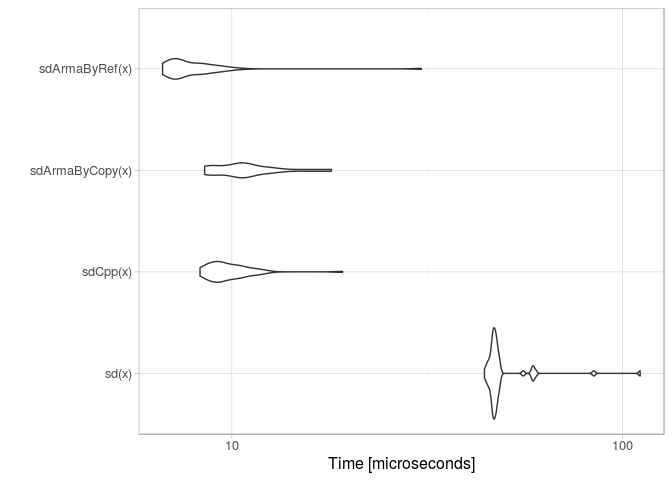 sdArmaByRef(x)
sdArmaByCopy(x)
sdCpp(x)
sd(x)
10 100
Time [microseconds]